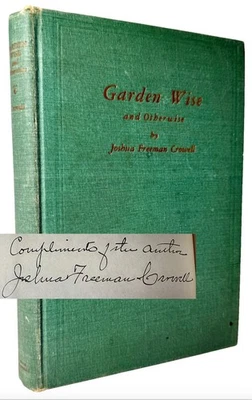 Garden Wise
and Otherwise
by
Joshua Freeman Crowell
Compliments of the author
Joshua Freeman Crowell